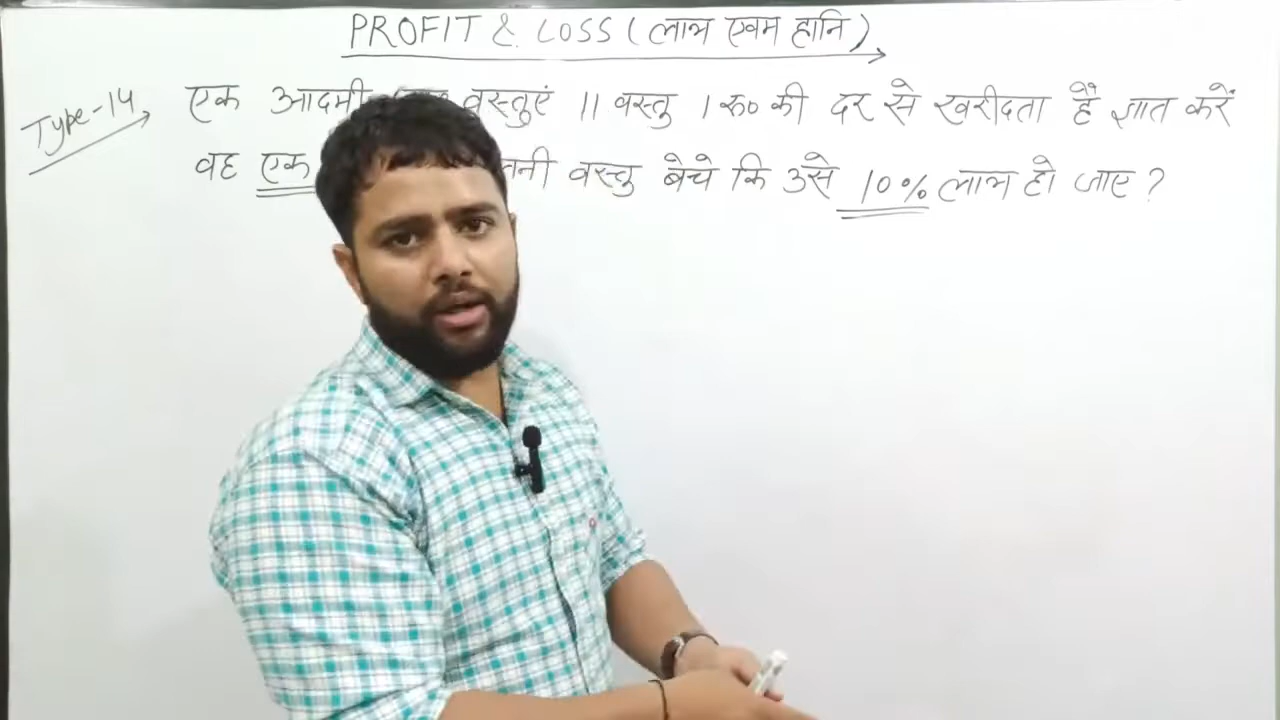 PROFIT & LOSS (लाभ एवम हानि)
Type-14 एक आदमी वस्तुएं 11 वस्तु 1 रू० की दर से खरीदता है ज्ञात करें
वह एक वस्तु बेचे कि उसे 10% लाभ हो जाए ?